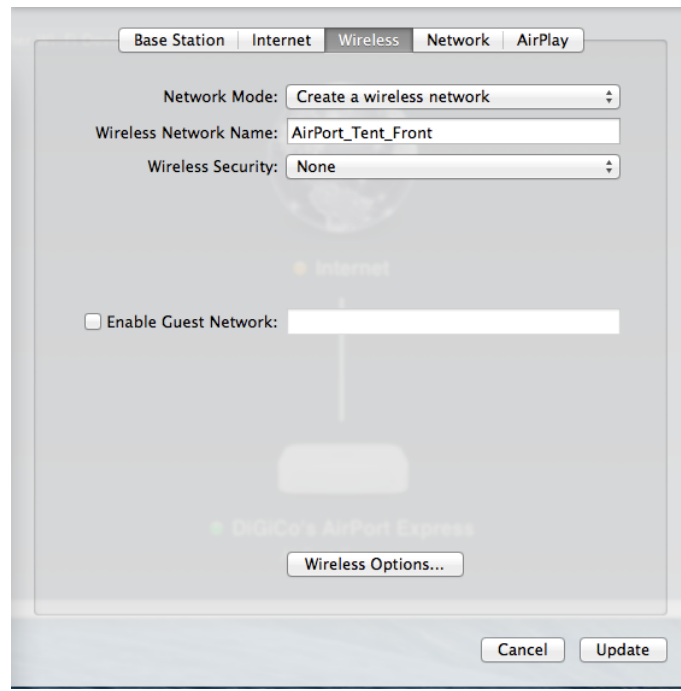 Base Station Internet Wireless Network AirPlay
Network Mode: Create a wireless network
Wireless Network Name: AirPort_Tent_Front
Wireless Security: None
Internet
Enable Guest Network:
DiGiCo's AirPort Express
Wireless Options...
Cancel Update